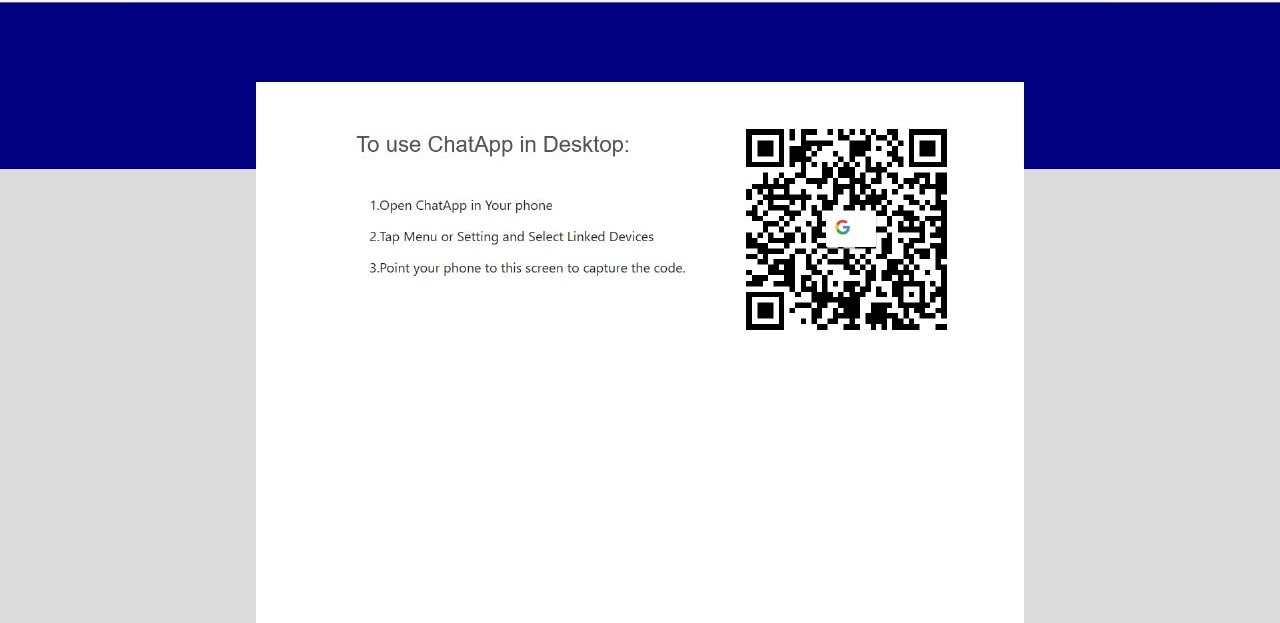 To use ChatApp in Desktop:
1.Open ChatApp in Your phone
2.Tap Menu or Setting and Select Linked Devices
3.Point your phone to this screen to capture the code.
G